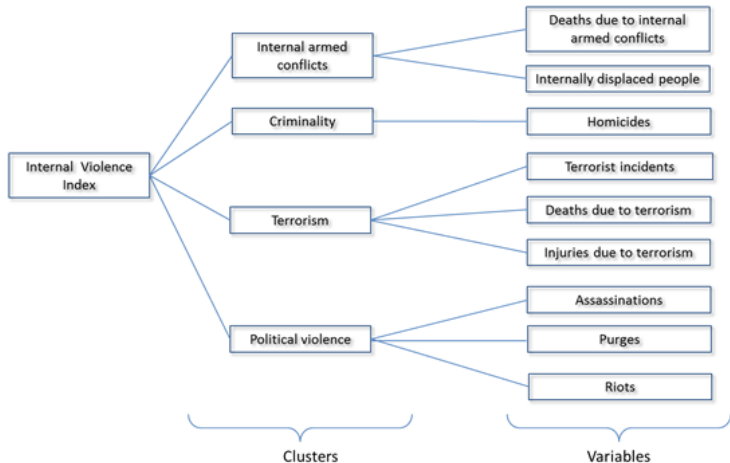 Internal Violence
Index
Internal armed
conflicts
Criminality
Terrorism
Political violence
Deaths due to internal
armed conflicts
Internally displaced people
Homicides
Terrorist incidents
Deaths due to terrorism
Injuries due to terrorism
Assassinations
Purges
Riots
Clusters
Variables